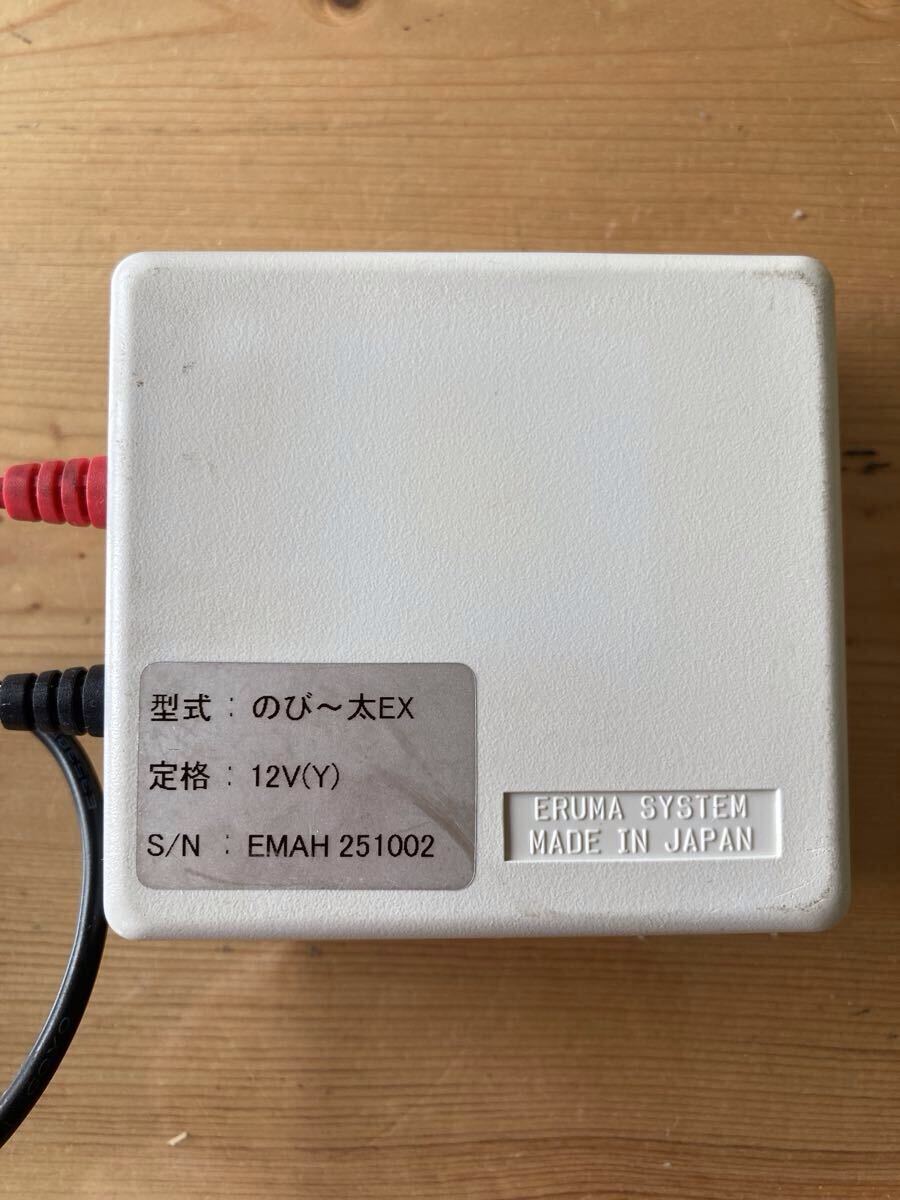 型式 : のび～太EX
定格 : 12V(Y)
S/N : EMAH 251002
ERUMA SYSTEM
MADE IN JAPAN